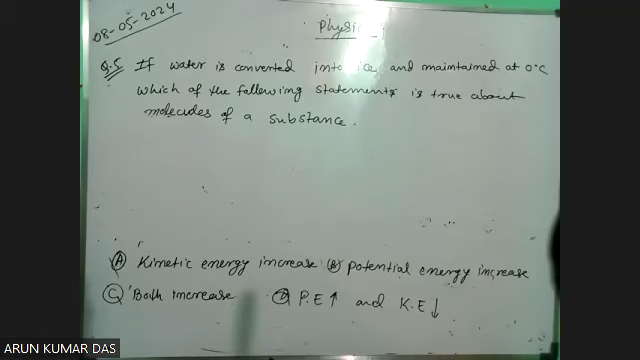 08-05-2024
Physic
Q.5 If water is converted into ice and maintained at 0°C
which of the following statements is true about
molecules of a substance.
(A) Kinetic energy increase (B) Potential energy increase
(C) Both increase (D) P.E ↑ and K.E ↓
ARUN KUMAR DAS